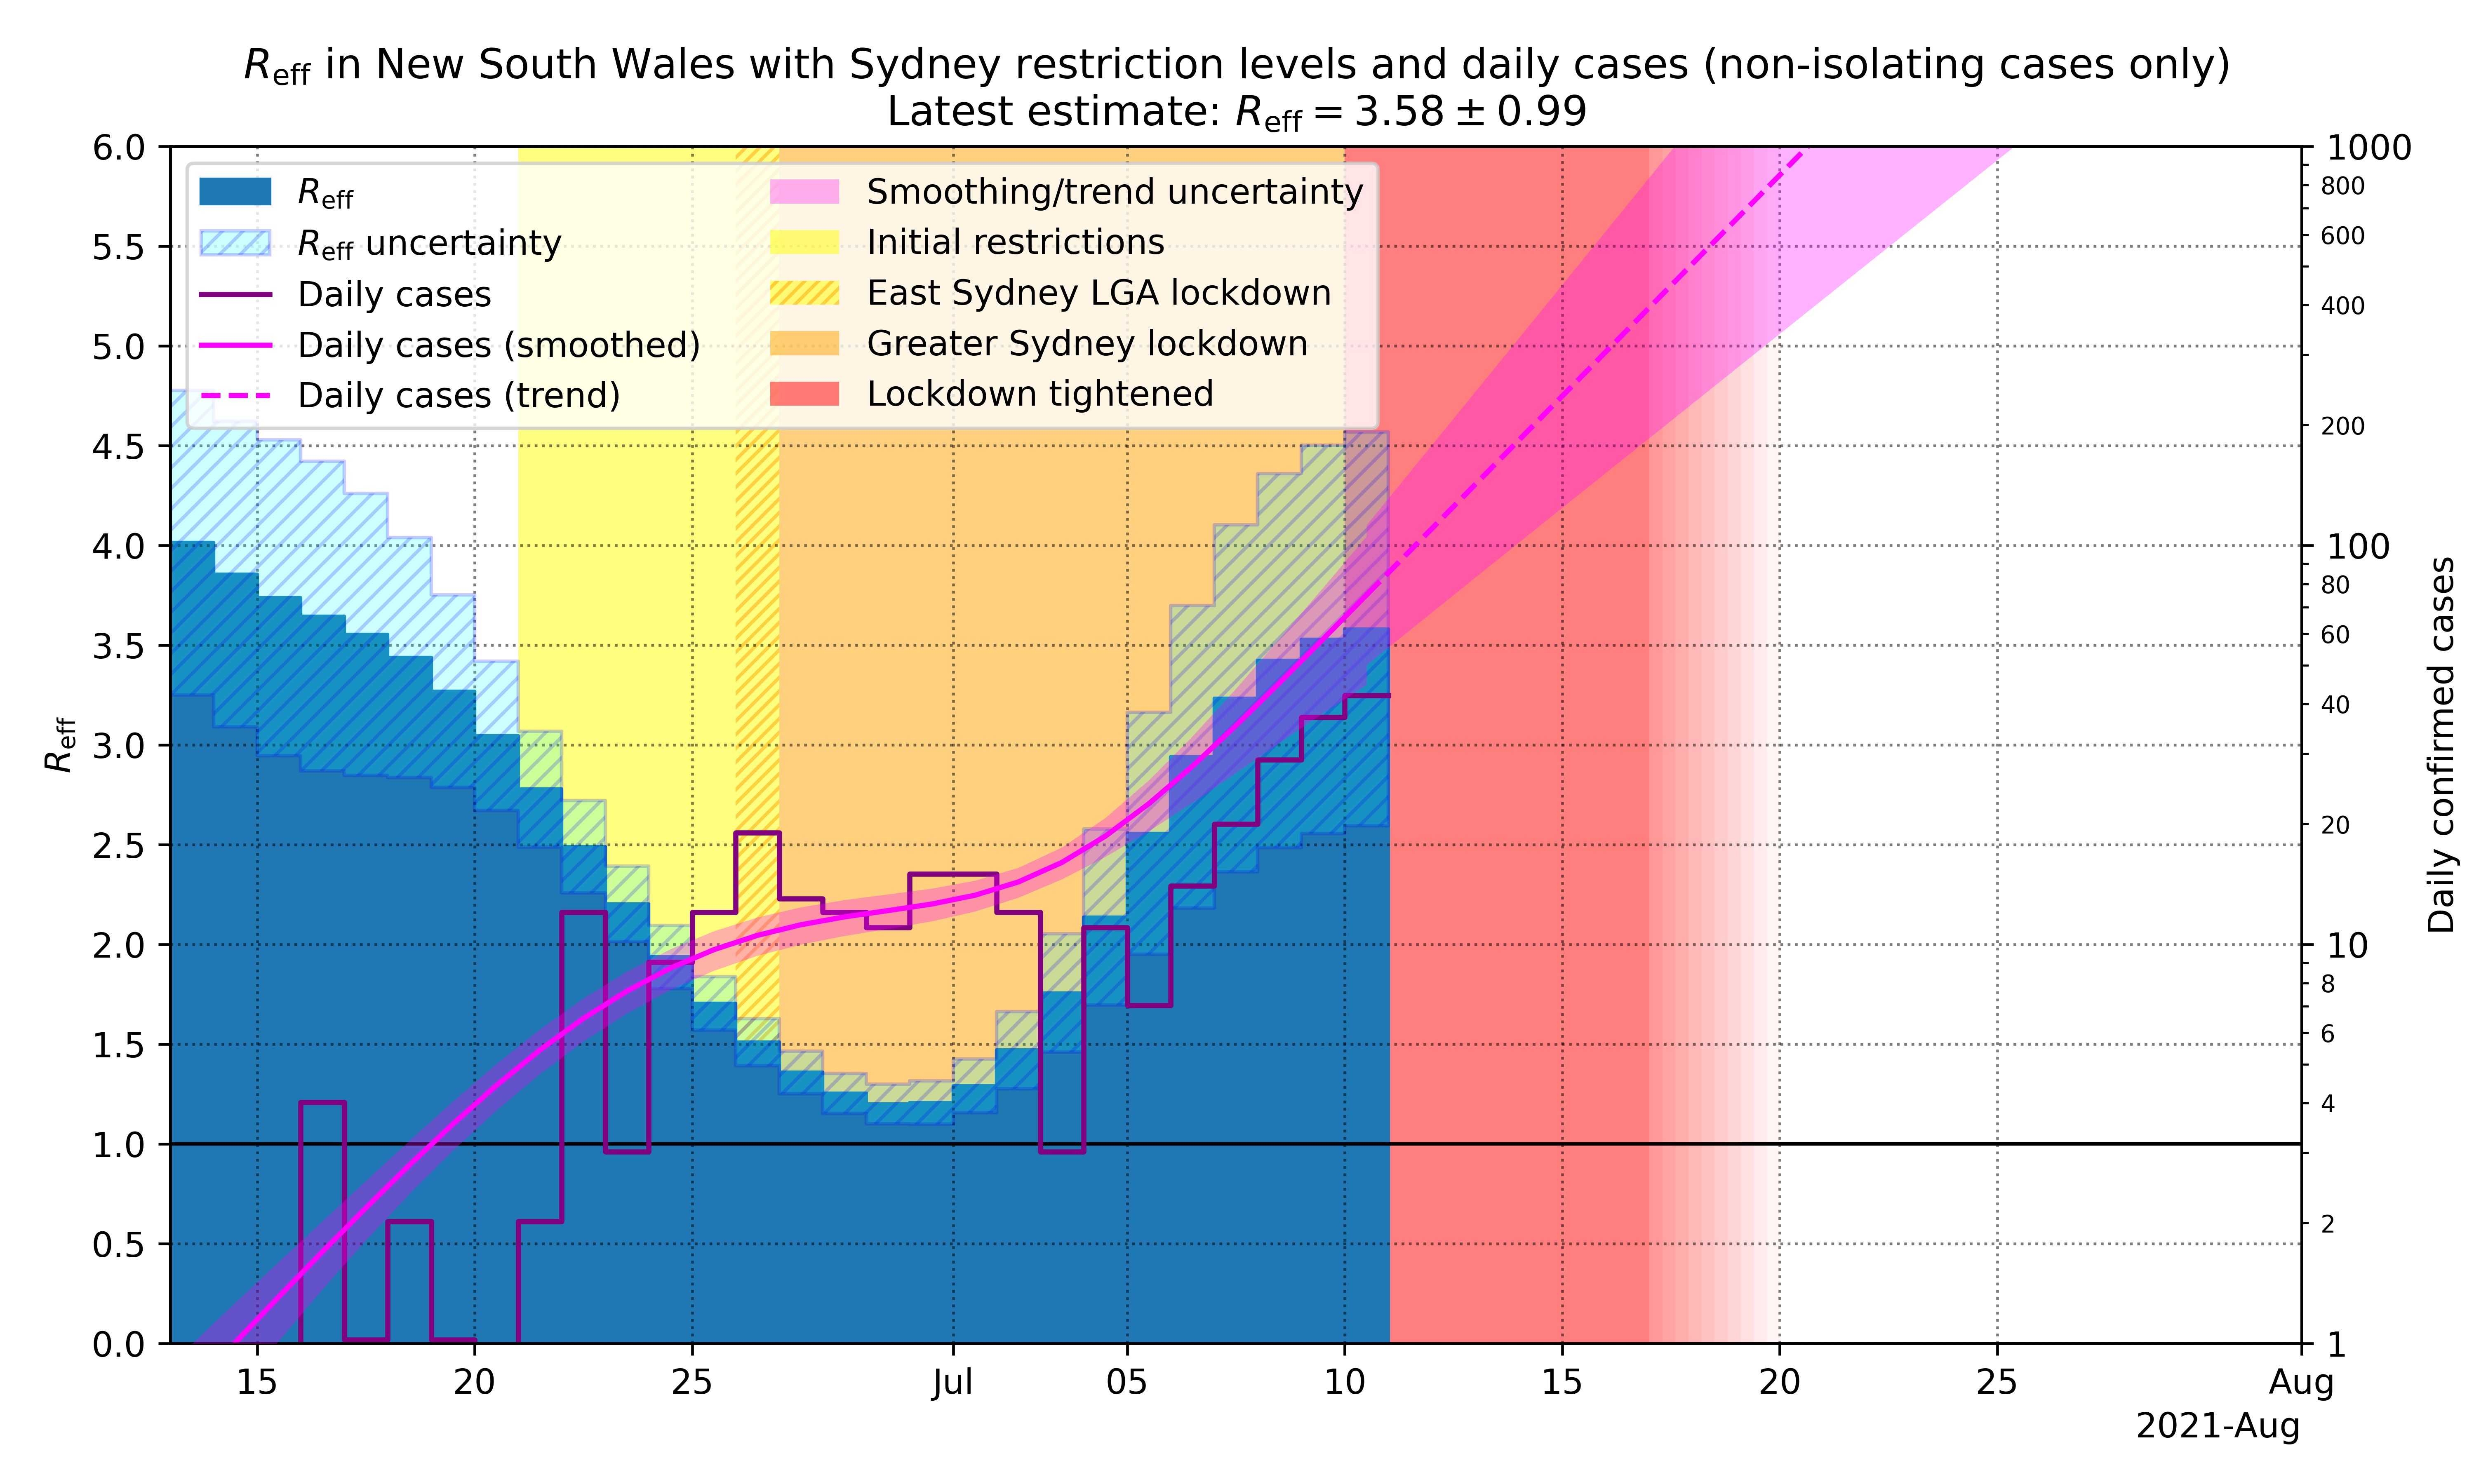 Reff in New South Wales with Sydney restriction levels and daily cases (non-isolating cases only)
Latest estimate: Reff = 3.58 ± 0.99
Reff
Reff uncertainty
Daily cases
Daily cases (smoothed)
Daily cases (trend)
Smoothing/trend uncertainty
Initial restrictions
East Sydney LGA lockdown
Greater Sydney lockdown
Lockdown tightened
Reff
6.0
5.5
5.0
4.5
4.0
3.5
3.0
2.5
2.0
1.5
1.0
0.5
0.0
1000
800
600
400
200
100
80
60
40
20
10
8
6
4
2
1
Daily confirmed cases
15 20 25 Jul 05 10 15 20 25 Aug
2021-Aug